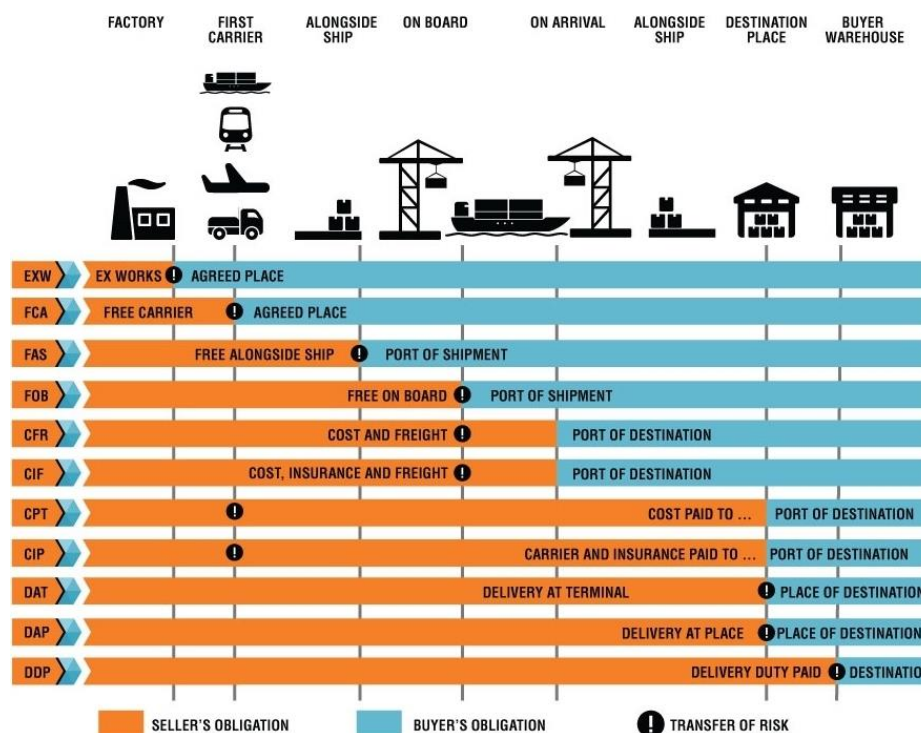 FACTORY
FIRST CARRIER
ALONGSIDE SHIP
ON BOARD
ON ARRIVAL
ALONGSIDE SHIP
DESTINATION PLACE
BUYER WAREHOUSE
EXW EX WORKS ! AGREED PLACE
FCA FREE CARRIER ! AGREED PLACE
FAS FREE ALONGSIDE SHIP ! PORT OF SHIPMENT
FOB FREE ON BOARD ! PORT OF SHIPMENT
CFR COST AND FREIGHT ! PORT OF DESTINATION
CIF COST, INSURANCE AND FREIGHT ! PORT OF DESTINATION
CPT ! COST PAID TO ... PORT OF DESTINATION
CIP ! CARRIER AND INSURANCE PAID TO ... PORT OF DESTINATION
DAT DELIVERY AT TERMINAL ! PLACE OF DESTINATION
DAP DELIVERY AT PLACE ! PLACE OF DESTINATION
DDP DELIVERY DUTY PAID ! DESTINATIO
SELLER'S OBLIGATION BUYER'S OBLIGATION ! TRANSFER OF RISK